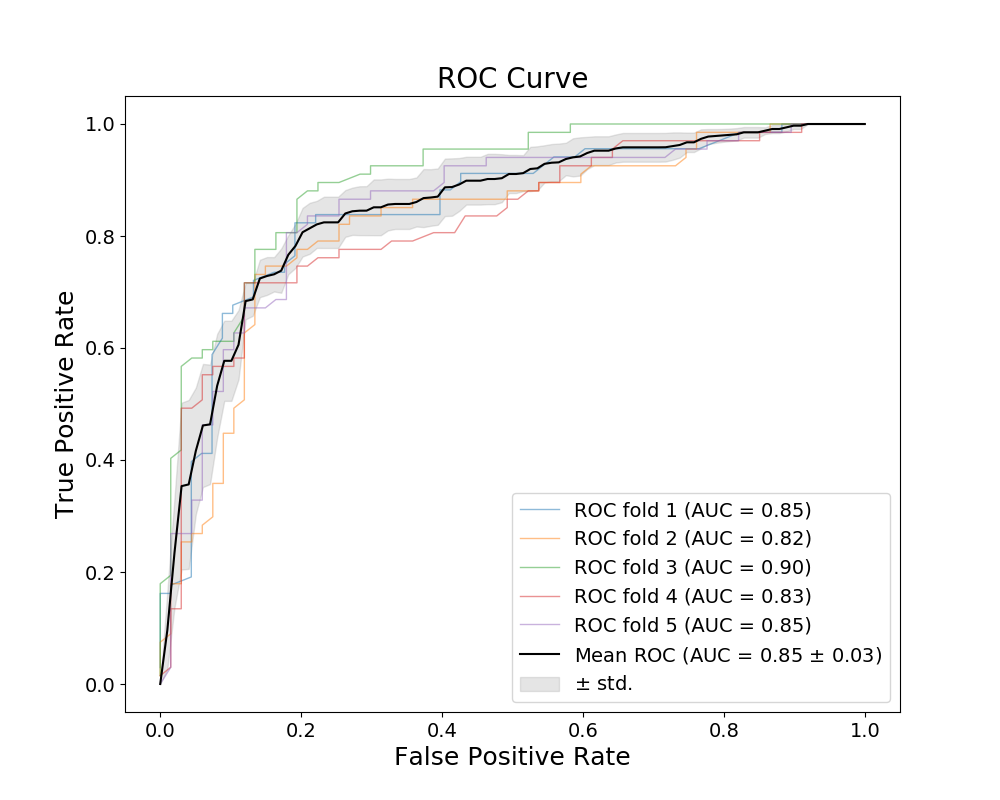 ROC Curve
True Positive Rate
1.0
0.8
0.6
0.4
0.2
0.0
ROC fold 1 (AUC = 0.85)
ROC fold 2 (AUC = 0.82)
ROC fold 3 (AUC = 0.90)
ROC fold 4 (AUC = 0.83)
ROC fold 5 (AUC = 0.85)
Mean ROC (AUC = 0.85 ± 0.03)
± std.
0.0 0.2 0.4 0.6 0.8 1.0
False Positive Rate